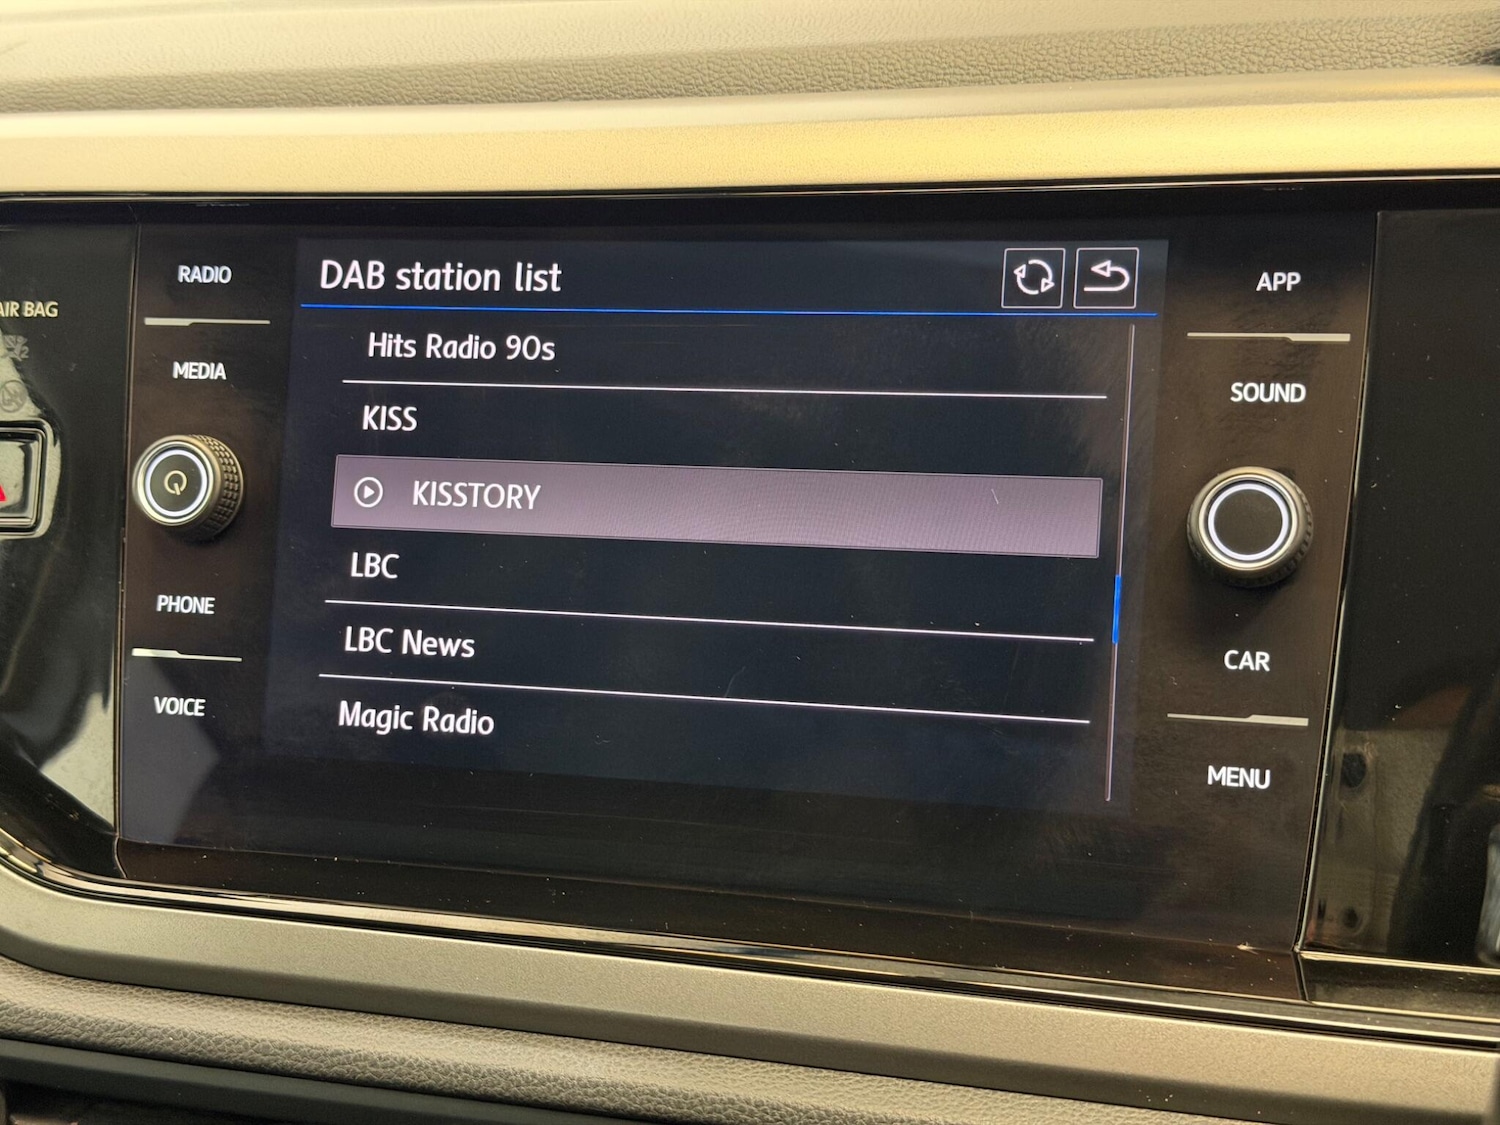 AIR BAG
RADIO
MEDIA
PHONE
VOICE
DAB station list
Hits Radio 90s
KISS
KISSTORY
LBC
LBC News
Magic Radio
APP
SOUND
CAR
MENU